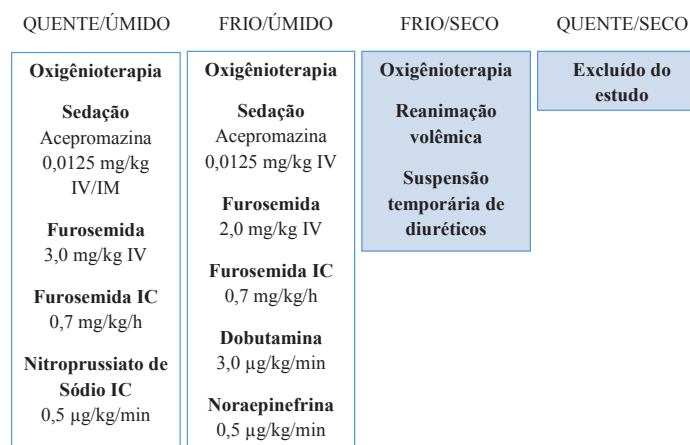 QUENTE/ÚMIDO
Oxigênioterapia
Sedação
Acepromazina
0,0125 mg/kg
IV/IM
Furosemida
3,0 mg/kg IV
Furosemida IC
0,7 mg/kg/h
Nitroprussiato de
Sódio IC
0,5 µg/kg/min
FRIO/ÚMIDO
Oxigênioterapia
Sedação
Acepromazina
0,0125 mg/kg IV
Furosemida
2,0 mg/kg IV
Furosemida IC
0,7 mg/kg/h
Dobutamina
3,0 µg/kg/min
Noraepinefrina
0,5 µg/kg/min
FRIO/SECO
Oxigênioterapia
Reanimação
volêmica
Suspensão
temporária de
diuréticos
QUENTE/SECO
Excluído do
estudo